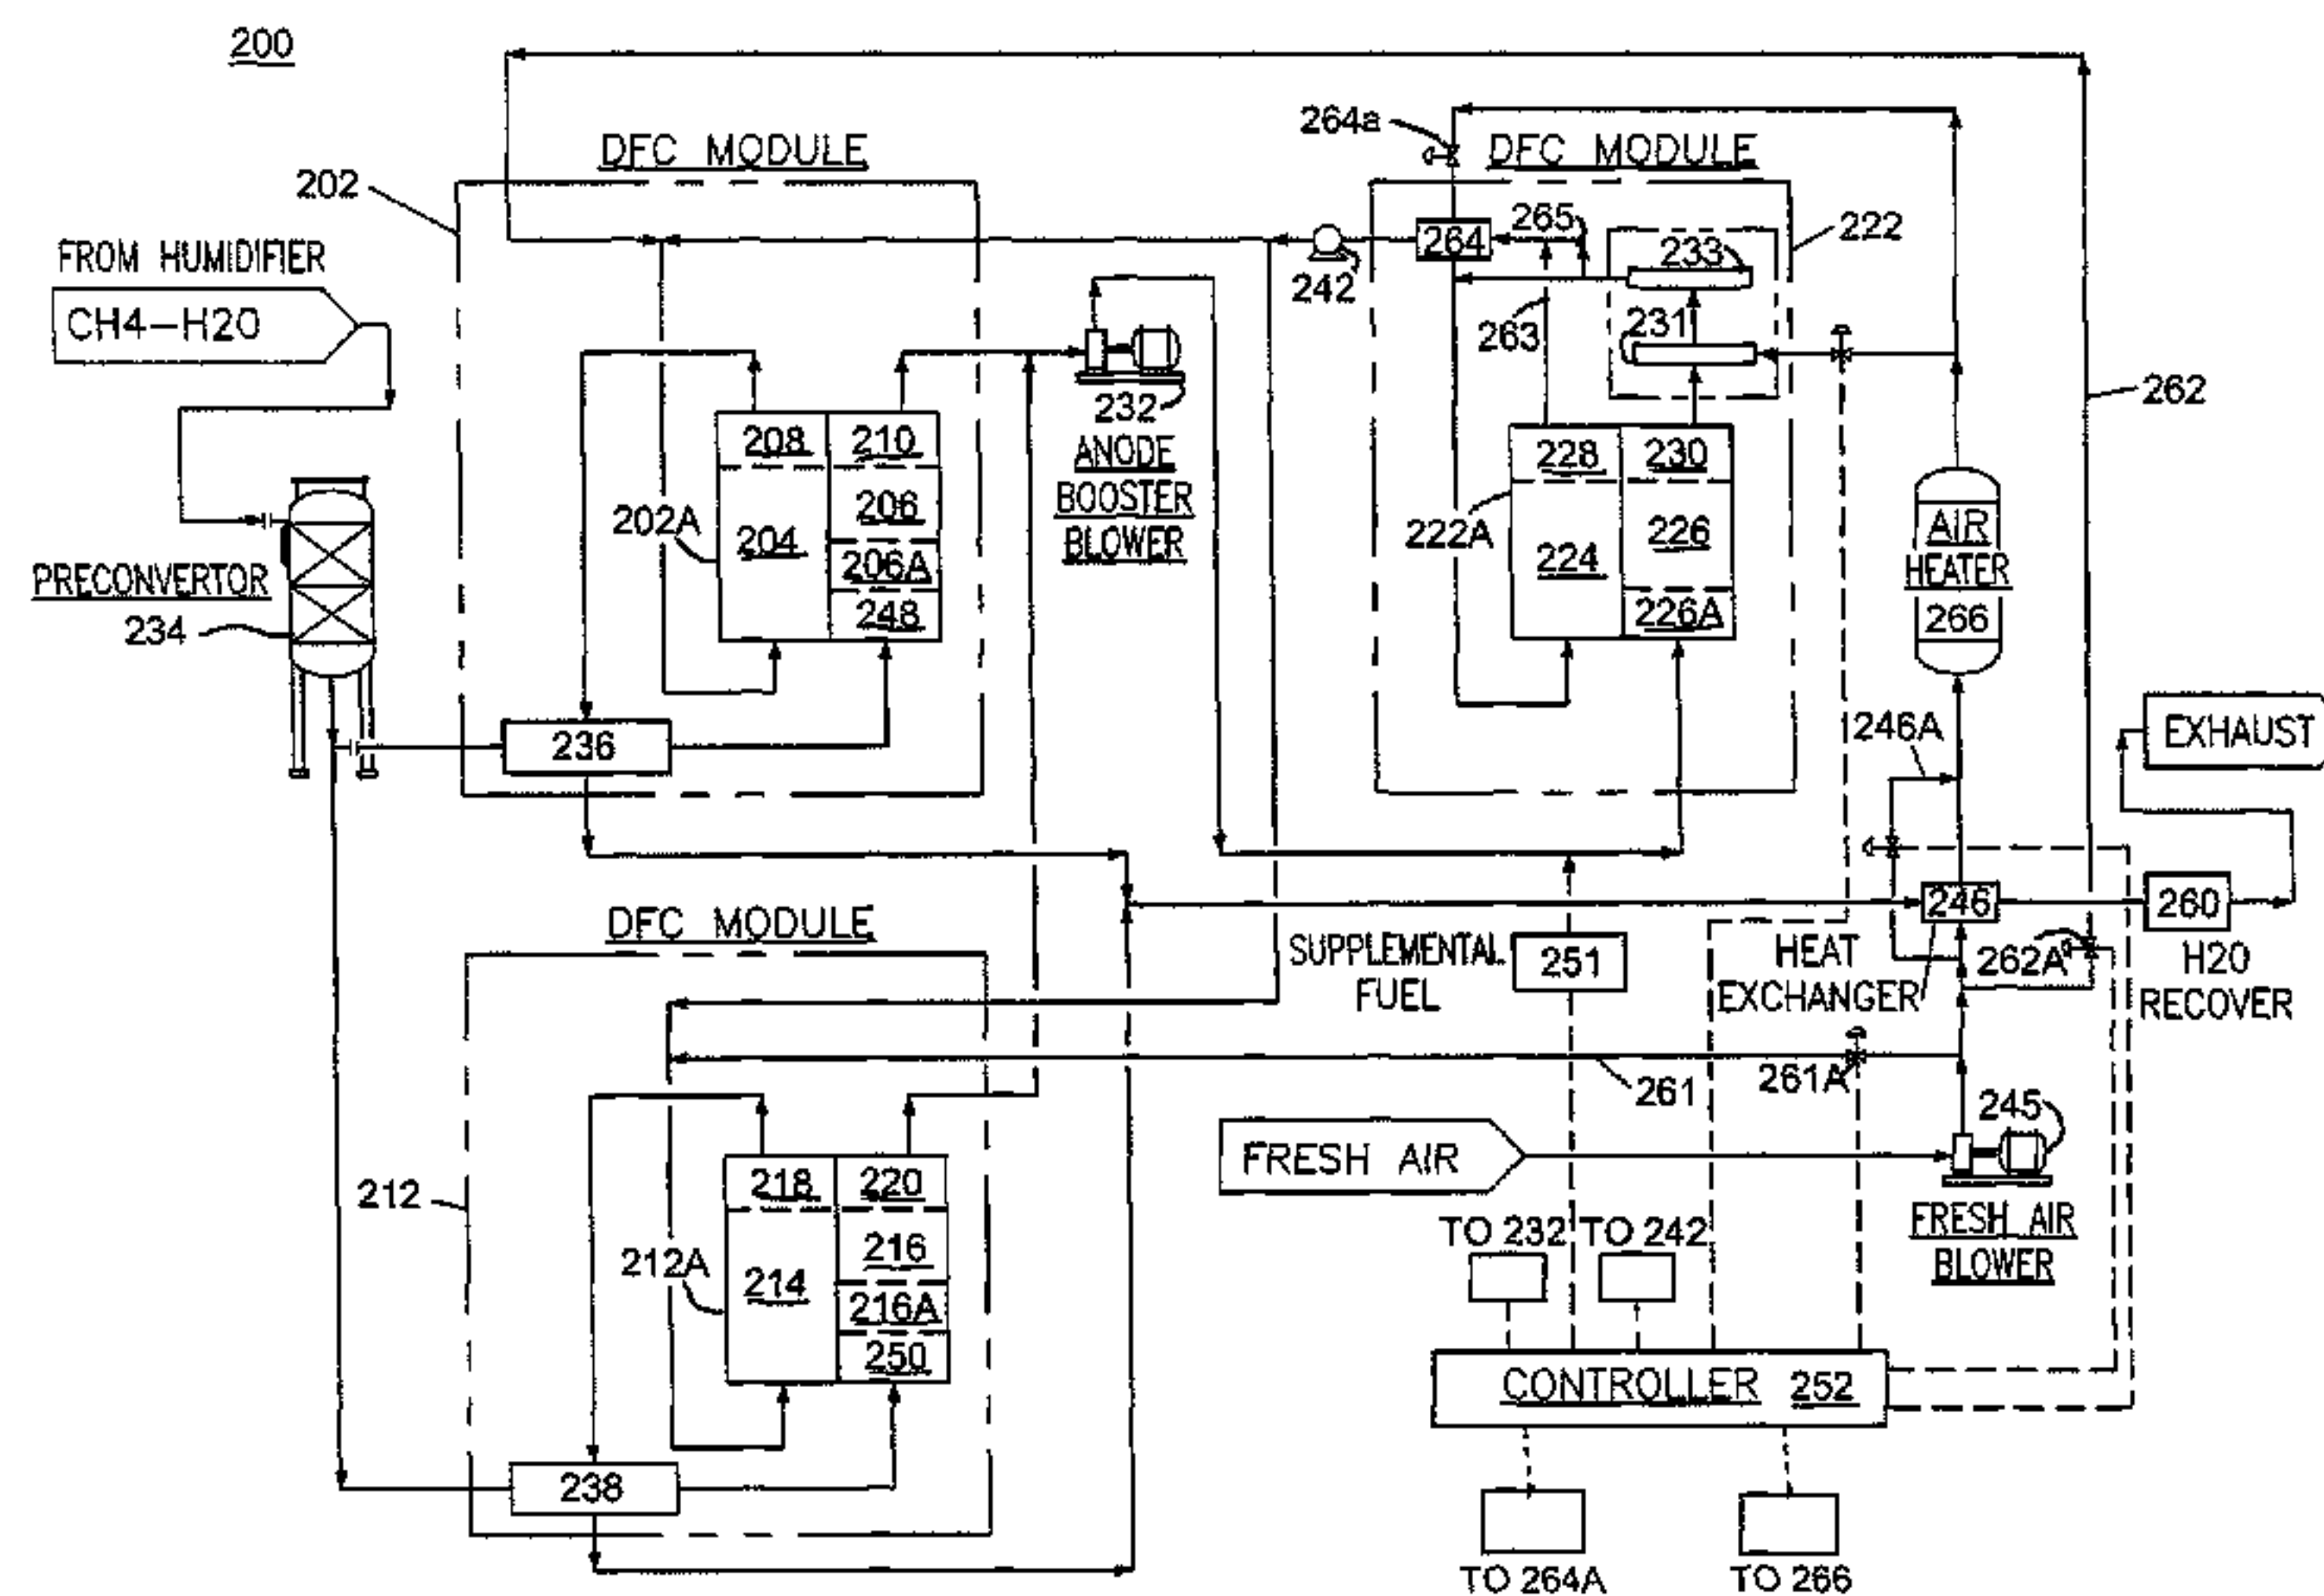 200
264a
DFC MODULE
DFC MODULE
202
265
222
FROM HUMIDIFIER
264
233
CH4-H20
242
231
263
232
262
208
210
ANODE
BOOSTER
BLOWER
228
230
202A
204
206
222A
224
226
AIR
HEATER
266
206A
248
226A
PRECONVERTOR
234
236
246A
EXHAUST
246
260
DFC MODULE
SUPPLEMENTAL
FUEL
251
HEAT
EXCHANGER
262A
H20
RECOVER
261
261A
245
FRESH AIR
212
218
220
TO 232
TO 242
FRESH AIR
BLOWER
212A
214
216
216A
250
CONTROLLER 252
238
TO 264A
TO 266